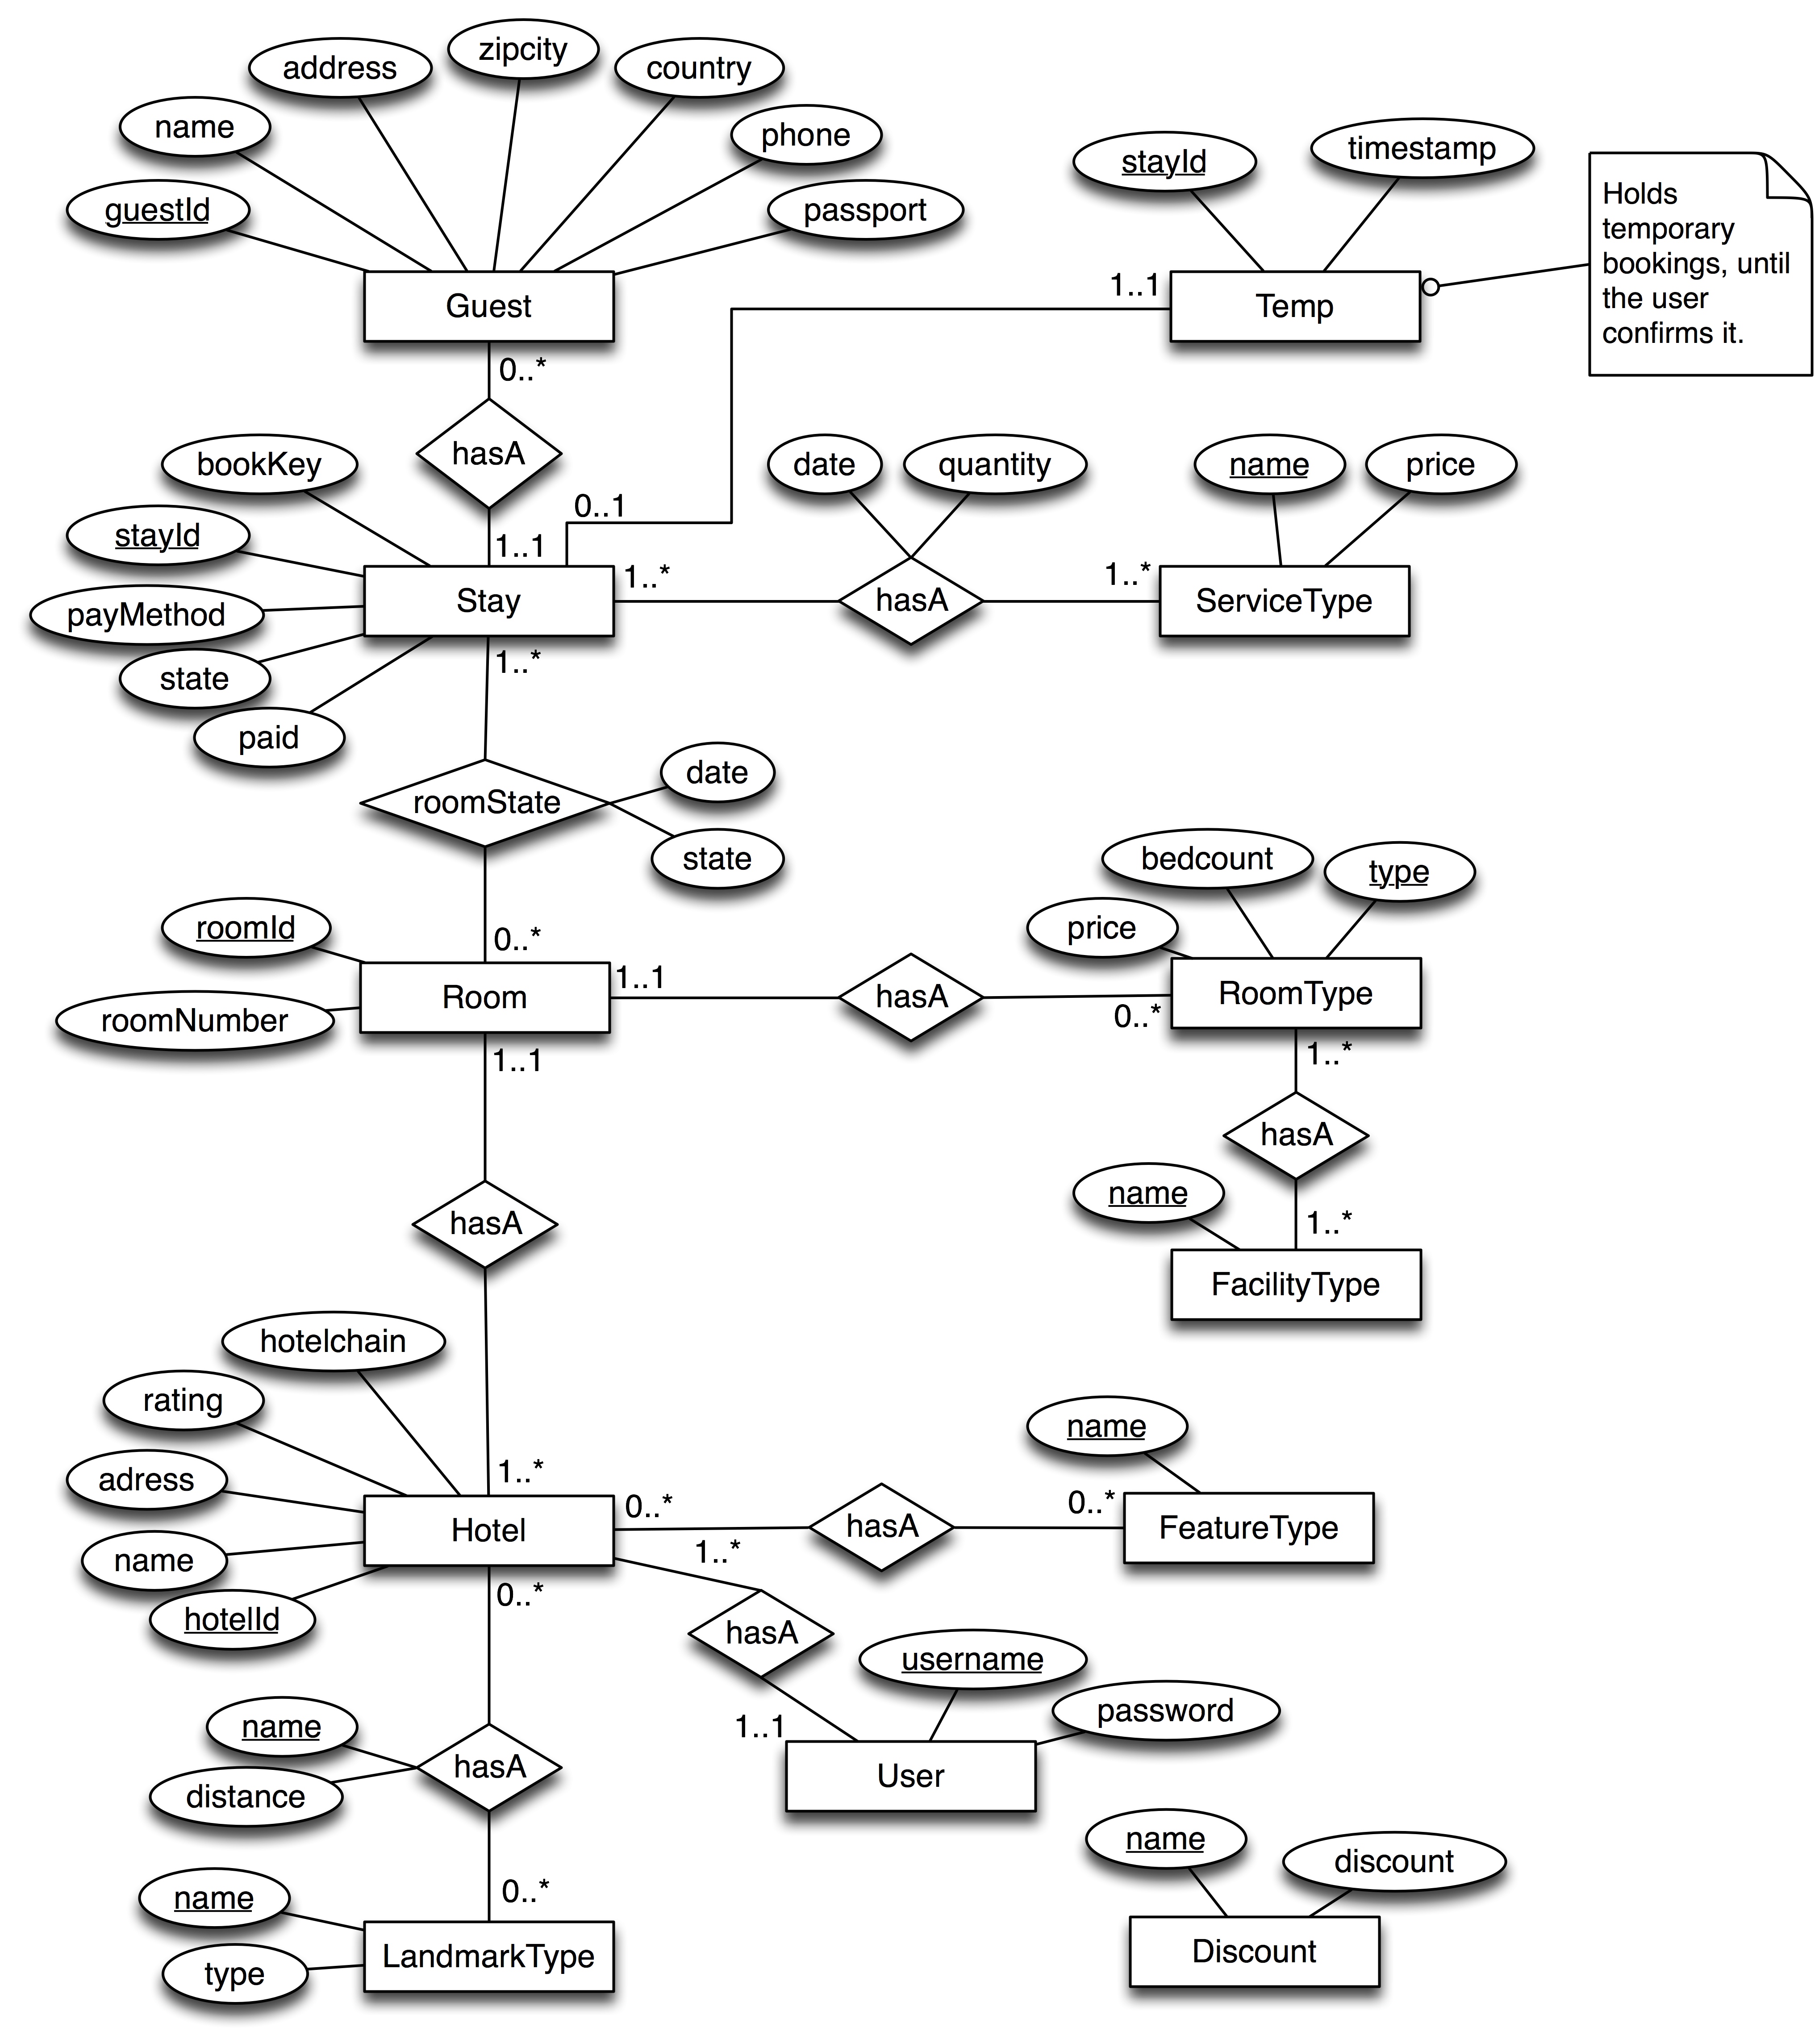 zipcity
address
country
name
phone
guestId
passport
Guest
stayId
timestamp
Holds
temporary
bookings, until
the user
confirms it.
1..1
Temp
0..*
hasA
bookKey
date
quantity
name
price
0..1
stayId
1..1
1..*
1..*
payMethod
Stay
hasA
ServiceType
state
1..*
paid
date
roomState
state
bedcount
type
roomId
price
0..*
1..1
Room
hasA
RoomType
roomNumber
0..*
1..1
1..*
hasA
name
hasA
1..*
FacilityType
hotelchain
rating
name
adress
1..*
0..*
0..*
Hotel
hasA
FeatureType
name
1..*
0..*
hotelId
hasA
username
name
password
1..1
hasA
distance
User
name
discount
name
0..*
LandmarkType
Discount
type